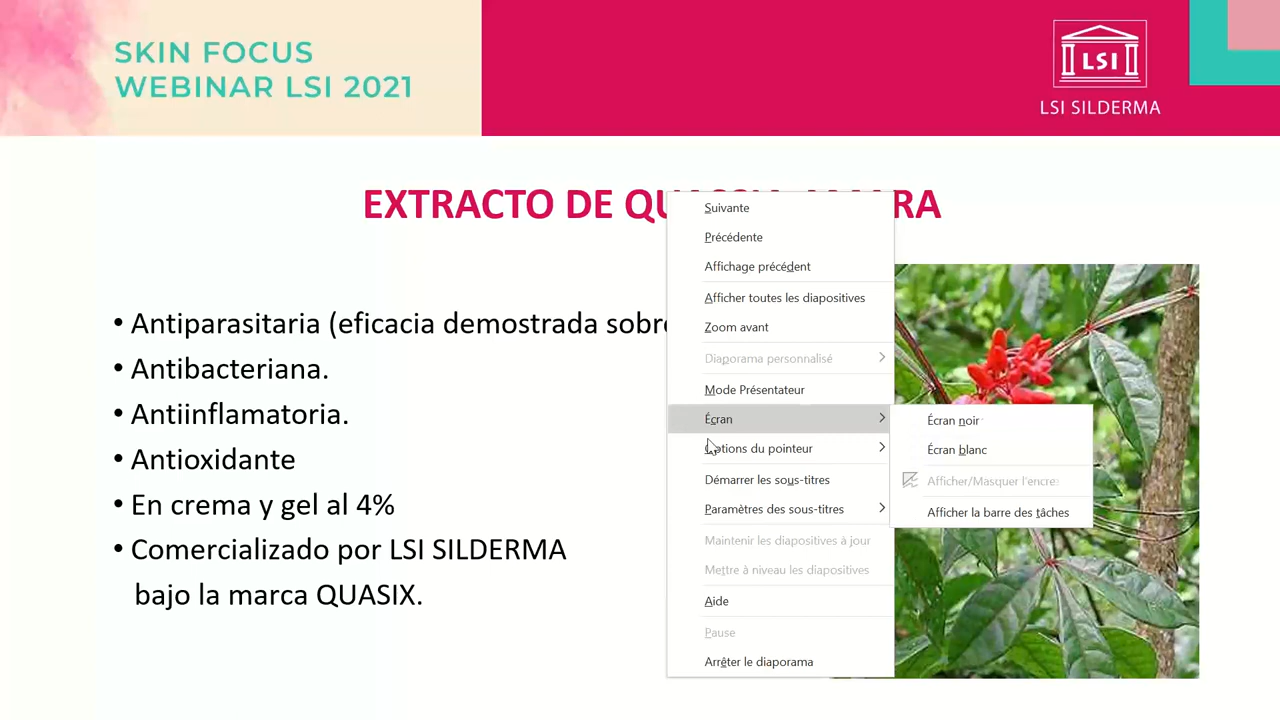 SKIN FOCUS
WEBINAR LSI 2021
LSI
LSI SILDERMA
EXTRACTO DE QU
RA
• Antiparasitaria (eficacia demostrada sobre
• Antibacteriana.
• Antiinflamatoria.
• Antioxidante
• En crema y gel al 4%
• Comercializado por LSI SILDERMA
bajo la marca QUASIX.
Suivante
Précédente
Affichage précédent
Afficher toutes les diapositives
Zoom avant
Diaporama personnalisé
Mode Présentateur
Écran
Options du pointeur
Démarrer les sous-titres
Paramètres des sous-titres
Maintenir les diapositives à jour
Mettre à niveau les diapositives
Aide
Pause
Arrêter le diaporama
Écran noir
Écran blanc
Afficher/Masquer l'encre
Afficher la barre des tâches